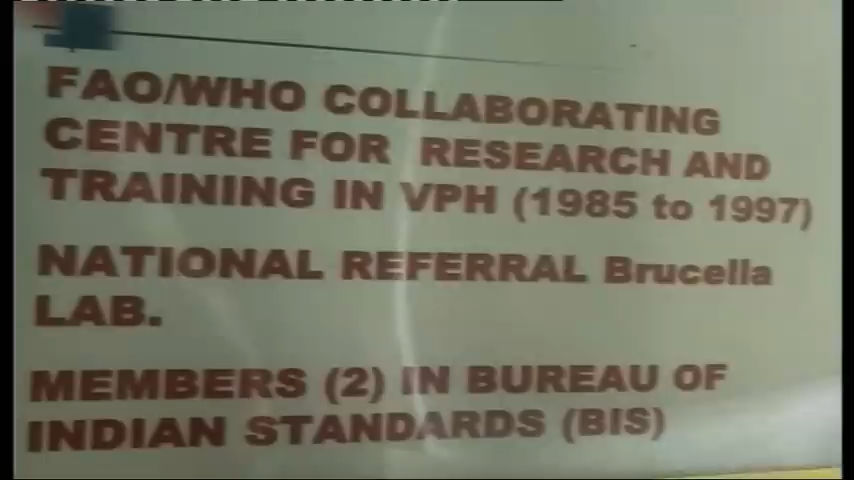 FAO/WHO COLLABORATING
CENTRE FOR RESEARCH AND
TRAINING IN VPH (1985 to 1997)
NATIONAL REFERRAL Brucella
LAB.
MEMBERS (2) IN BUREAU OF
INDIAN STANDARDS (BIS)